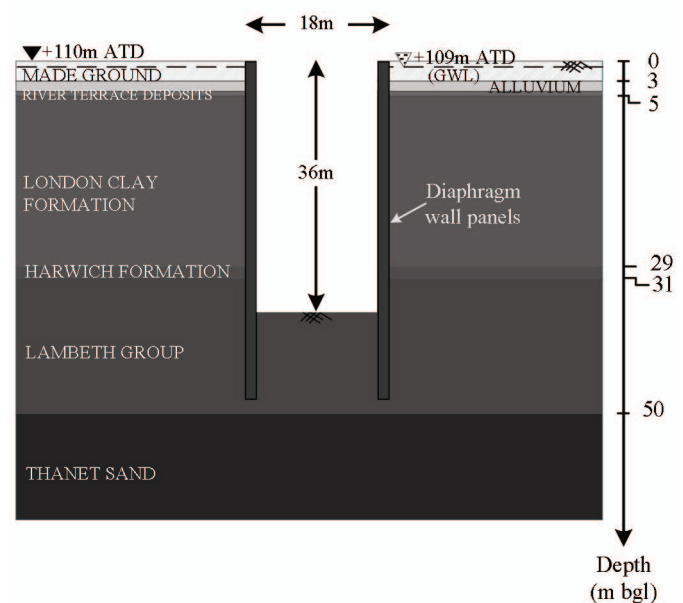 18m
+110m ATD
+109m ATD
(GWL)
0
MADE GROUND
3
ALLUVIUM
RIVER TERRACE DEPOSITS
5
36m
LONDON CLAY
FORMATION
Diaphragm
wall panels
29
HARWICH FORMATION
31
LAMBETH GROUP
50
THANET SAND
Depth
(m bgl)